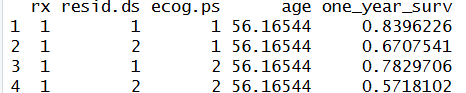 rx resid.ds ecog.ps age one_year_surv
1 1 1 1 56.16544 0.8396226
2 1 2 1 56.16544 0.6707541
3 1 1 2 56.16544 0.7829706
4 1 2 2 56.16544 0.5718102